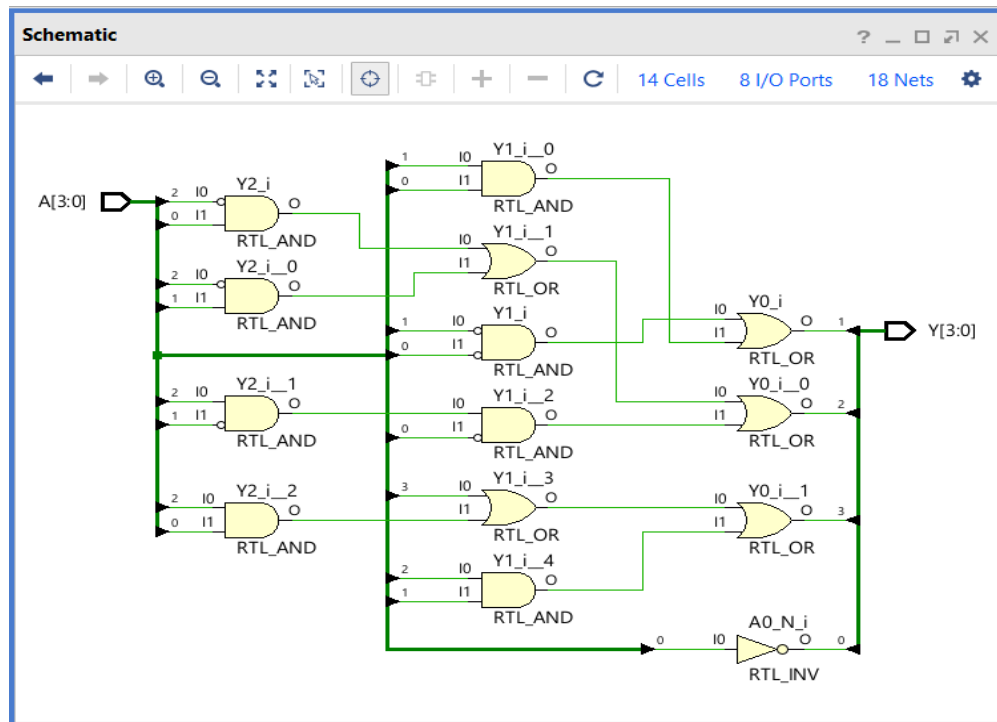 Schematic
14 Cells 8 I/O Ports 18 Nets
A[3:0]
2 I0 Y2_i O
0 I1
RTL_AND
2 I0 Y2_i__0 O
1 I1
RTL_AND
2 I0 Y2_i__1 O
1 I1
RTL_AND
2 I0 Y2_i__2 O
0 I1
RTL_AND
1 I0 Y1_i__0 O
0 I1
RTL_AND
I0 Y1_i__1 O
I1
RTL_OR
1 I0 Y1_i O
0 I1
RTL_AND
I0 Y1_i__2 O
0 I1
RTL_AND
3 I0 Y1_i__3 O
I1
RTL_OR
2 I0 Y1_i__4 O
1 I1
RTL_AND
I0 Y0_i O 1
I1
RTL_OR
I0 Y0_i__0 O 2
I1
RTL_OR
I0 Y0_i__1 O 3
I1
RTL_OR
0 I0 A0_N_i O 0
RTL_INV
Y[3:0]